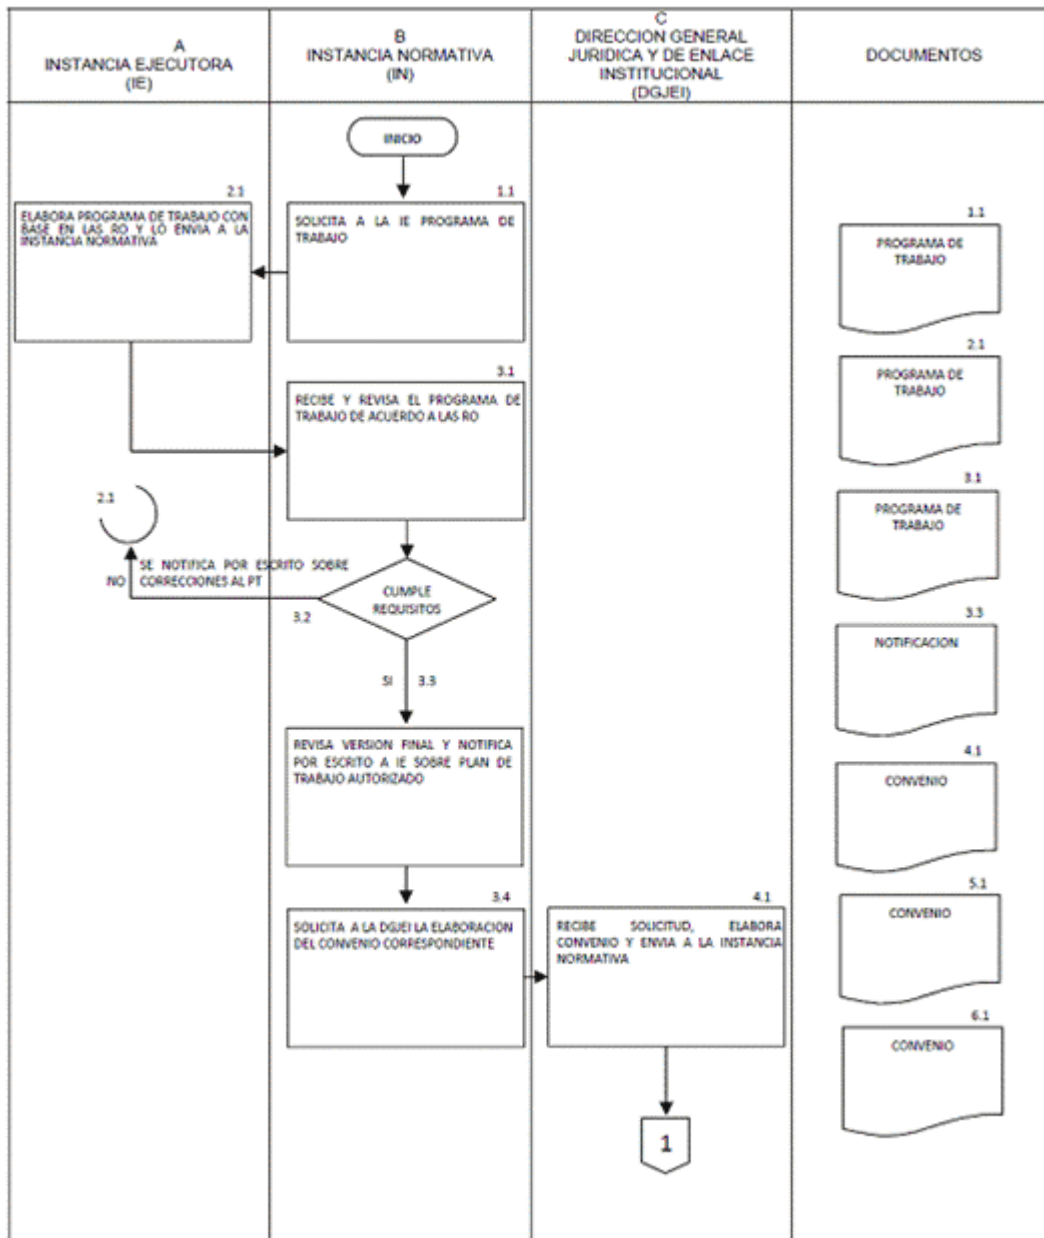 A
INSTANCIA EJECUTORA
(IE)
B
INSTANCIA NORMATIVA
(IN)
C
DIRECCION GENERAL
JURIDICA Y DE ENLACE
INSTITUCIONAL
(DGJEI)
DOCUMENTOS
INICIO
2.1
ELABORA PROGRAMA DE TRABAJO CON
BASE EN LAS RO Y LO ENVIA A LA
INSTANCIA NORMATIVA
1.1
SOLICITA A LA IE PROGRAMA DE
TRABAJO
3.1
RECIBE Y REVISA EL PROGRAMA DE
TRABAJO DE ACUERDO A LAS RO
2.1
SE NOTIFICA POR ESCRITO SOBRE
NO CORRECCIONES AL PT
CUMPLE
REQUISITOS
3.2
SI 3.3
REVISA VERSION FINAL Y NOTIFICA
POR ESCRITO A IE SOBRE PLAN DE
TRABAJO AUTORIZADO
3.4
SOLICITA A LA DGJEI LA ELABORACION
DEL CONVENIO CORRESPONDIENTE
4.1
RECIBE SOLICITUD, ELABORA
CONVENIO Y ENVIA A LA INSTANCIA
NORMATIVA
1
1.1
PROGRAMA DE
TRABAJO
2.1
PROGRAMA DE
TRABAJO
3.1
PROGRAMA DE
TRABAJO
3.3
NOTIFICACION
4.1
CONVENIO
5.1
CONVENIO
6.1
CONVENIO